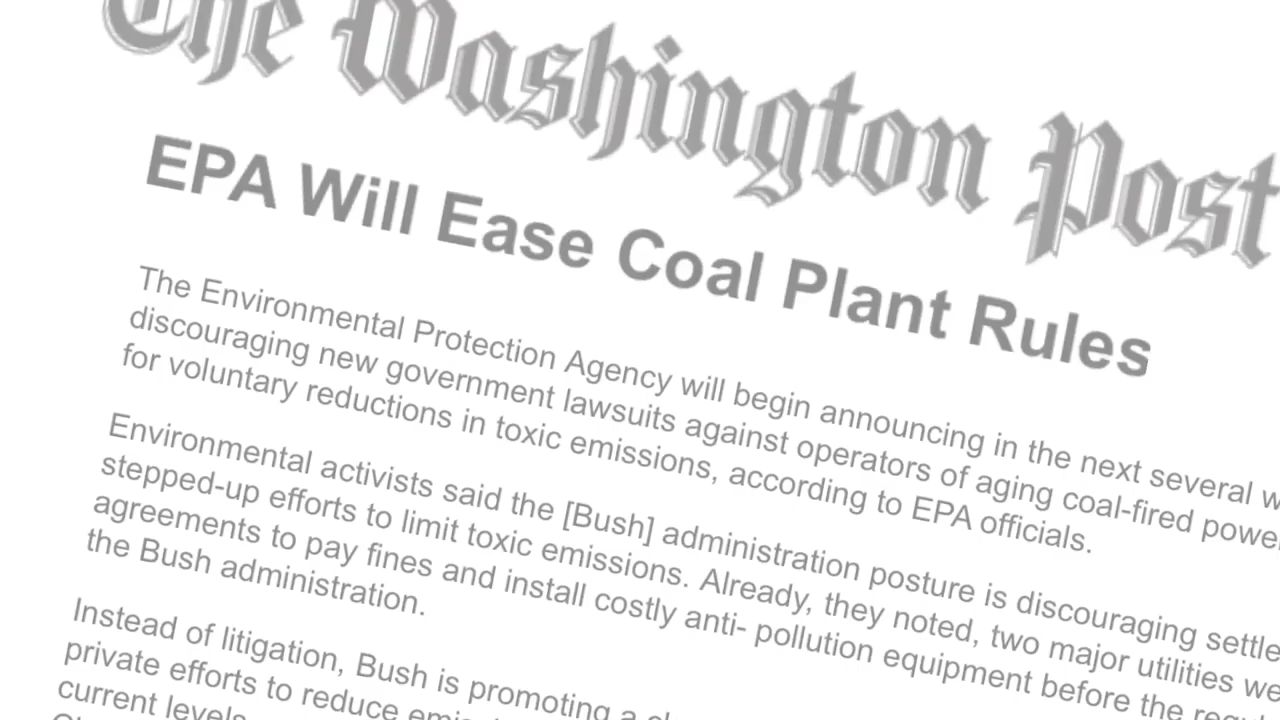 The Washington Post
EPA Will Ease Coal Plant Rules
The Environmental Protection Agency will begin announcing in the next several
discouraging new government lawsuits against operators of aging coal-fired
for voluntary reductions in toxic emissions, according to EPA officials.
Environmental activists said the [Bush] administration posture is discouraging
stepped-up efforts to limit toxic emissions. Already, they noted, two major utilities
agreements to pay fines and install costly anti- pollution equipment before the
the Bush administration.
Instead of litigation, Bush is promoting a
private efforts to reduce
current levels.